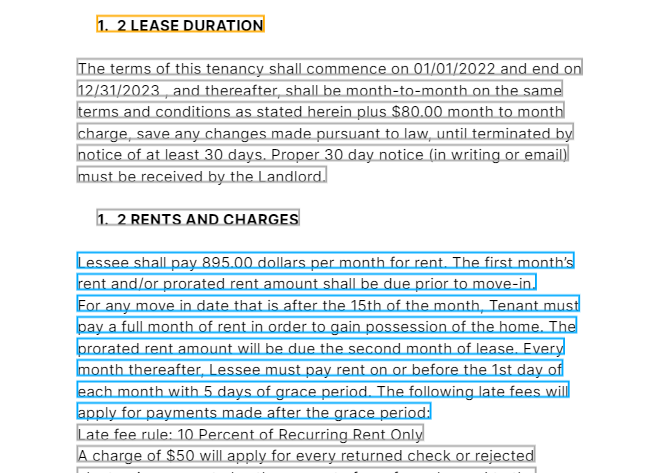 1. 2 LEASE DURATION
The terms of this tenancy shall commence on 01/01/2022 and end on
12/31/2023 , and thereafter, shall be month-to-month on the same
terms and conditions as stated herein plus $80.00 month to month
charge, save any changes made pursuant to law, until terminated by
notice of at least 30 days. Proper 30 day notice (in writing or email)
must be received by the Landlord.
1. 2 RENTS AND CHARGES
Lessee shall pay 895.00 dollars per month for rent. The first month’s
rent and/or prorated rent amount shall be due prior to move-in.
For any move in date that is after the 15th of the month, Tenant must
pay a full month of rent in order to gain possession of the home. The
prorated rent amount will be due the second month of lease. Every
month thereafter, Lessee must pay rent on or before the 1st day of
each month with 5 days of grace period. The following late fees will
apply for payments made after the grace period:
Late fee rule: 10 Percent of Recurring Rent Only
A charge of $50 will apply for every returned check or rejected